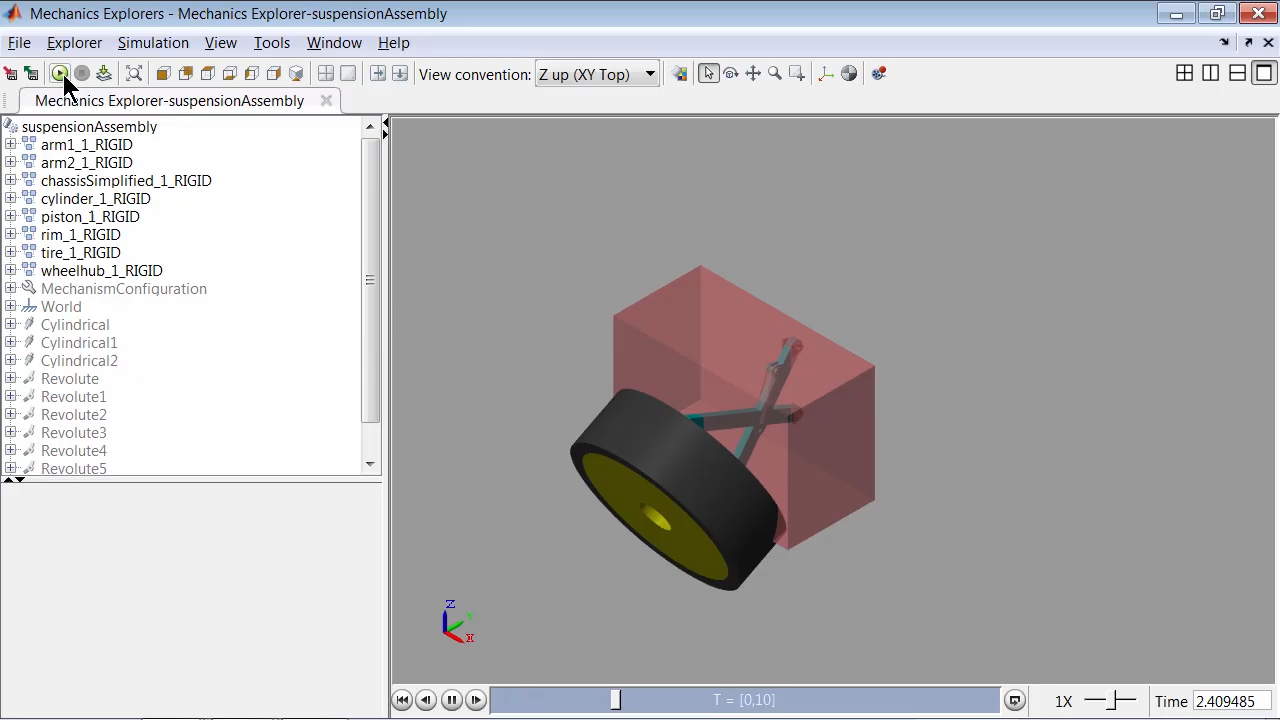 Mechanics Explorers - Mechanics Explorer-suspensionAssembly
File Explorer Simulation View Tools Window Help
View convention: Z up (XY Top)
Mechanics Explorer-suspensionAssembly
suspensionAssembly
arm1_1_RIGID
arm2_1_RIGID
chassisSimplified_1_RIGID
cylinder_1_RIGID
piston_1_RIGID
rim_1_RIGID
tire_1_RIGID
wheelhub_1_RIGID
MechanismConfiguration
World
Cylindrical
Cylindrical1
Cylindrical2
Revolute
Revolute1
Revolute2
Revolute3
Revolute4
Revolute5
Z
Y
X
T = [0,10]
1X
Time 2.409485